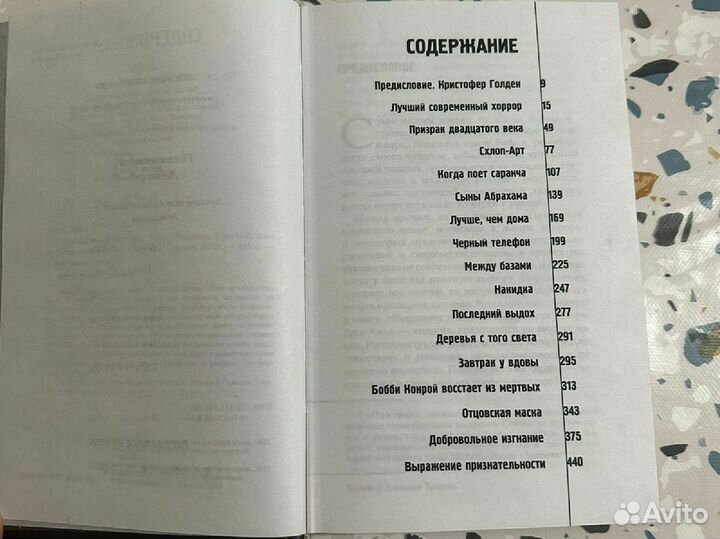 СОДЕРЖАНИЕ
Предисловие. Кристофер Голден 9
Лучший современный хоррор 15
Призрак двадцатого века 49
Схлоп-Арт 77
Когда поет саранча 107
Сыны Абрахама 139
Лучше, чем дома 169
Черный телефон 199
Между базами 225
Накидка 247
Последний выдох 277
Деревья с того света 291
Завтрак у вдовы 295
Бобби Конрой восстает из мертвых 313
Отцовская маска 343
Добровольное изгнание 375
Выражение признательности 440
Avito